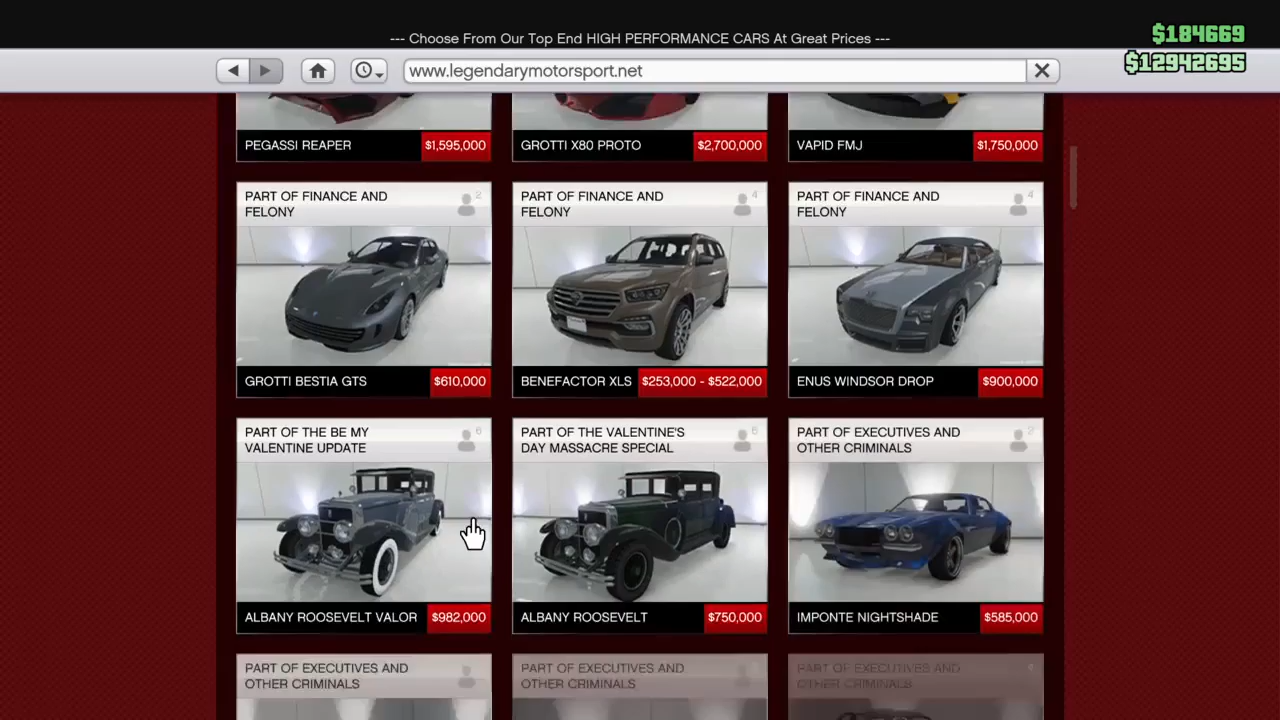 --- Choose From Our Top End HIGH PERFORMANCE CARS At Great Prices ---
$184669
$12942695
www.legendarymotorsport.net
PEGASSI REAPER $1,595,000
GROTTI X80 PROTO $2,700,000
VAPID FMJ $1,750,000
PART OF FINANCE AND
FELONY
2
PART OF FINANCE AND
FELONY
4
PART OF FINANCE AND
FELONY
4
GROTTI BESTIA GTS $610,000
BENEFACTOR XLS $253,000 - $522,000
ENUS WINDSOR DROP $900,000
PART OF THE BE MY
VALENTINE UPDATE
6
PART OF THE VALENTINE'S
DAY MASSACRE SPECIAL
6
PART OF EXECUTIVES AND
OTHER CRIMINALS
2
ALBANY ROOSEVELT VALOR $982,000
ALBANY ROOSEVELT $750,000
IMPONTE NIGHTSHADE $585,000
PART OF EXECUTIVES AND
OTHER CRIMINALS
PART OF EXECUTIVES AND
OTHER CRIMINALS
PART OF EXECUTIVES AND
OTHER CRIMINALS